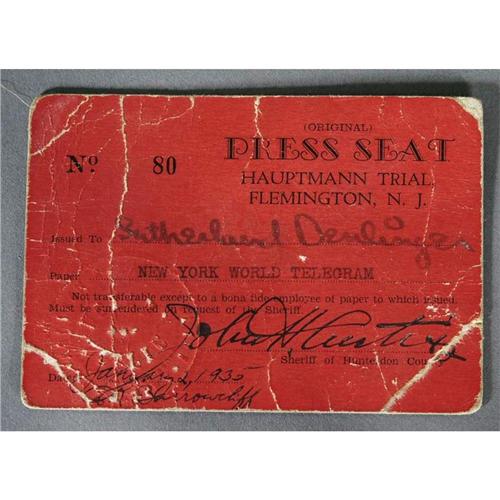 (ORIGINAL)
PRESS SEAT
No 80
HAUPTMANN TRIAL,
FLEMINGTON, N. J.
Issued To Sutherland Denlinger
Paper NEW YORK WORLD TELEGRAM
Not transferable except to a bona fide employee of paper to which issued.
Must be surrendered on request of the Sheriff.
John H Curtiss
Sheriff of Hunterdon County
Date January 2, 1935